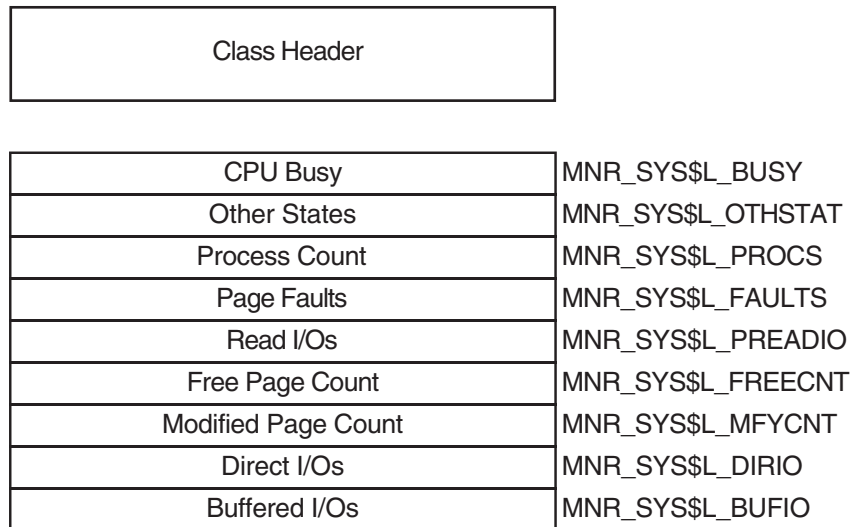 Class Header
CPU Busy MNR_SYS$L_BUSY
Other States MNR_SYS$L_OTHSTAT
Process Count MNR_SYS$L_PROCS
Page Faults MNR_SYS$L_FAULTS
Read I/Os MNR_SYS$L_PREADIO
Free Page Count MNR_SYS$L_FREECNT
Modified Page Count MNR_SYS$L_MFYCNT
Direct I/Os MNR_SYS$L_DIRIO
Buffered I/Os MNR_SYS$L_BUFIO